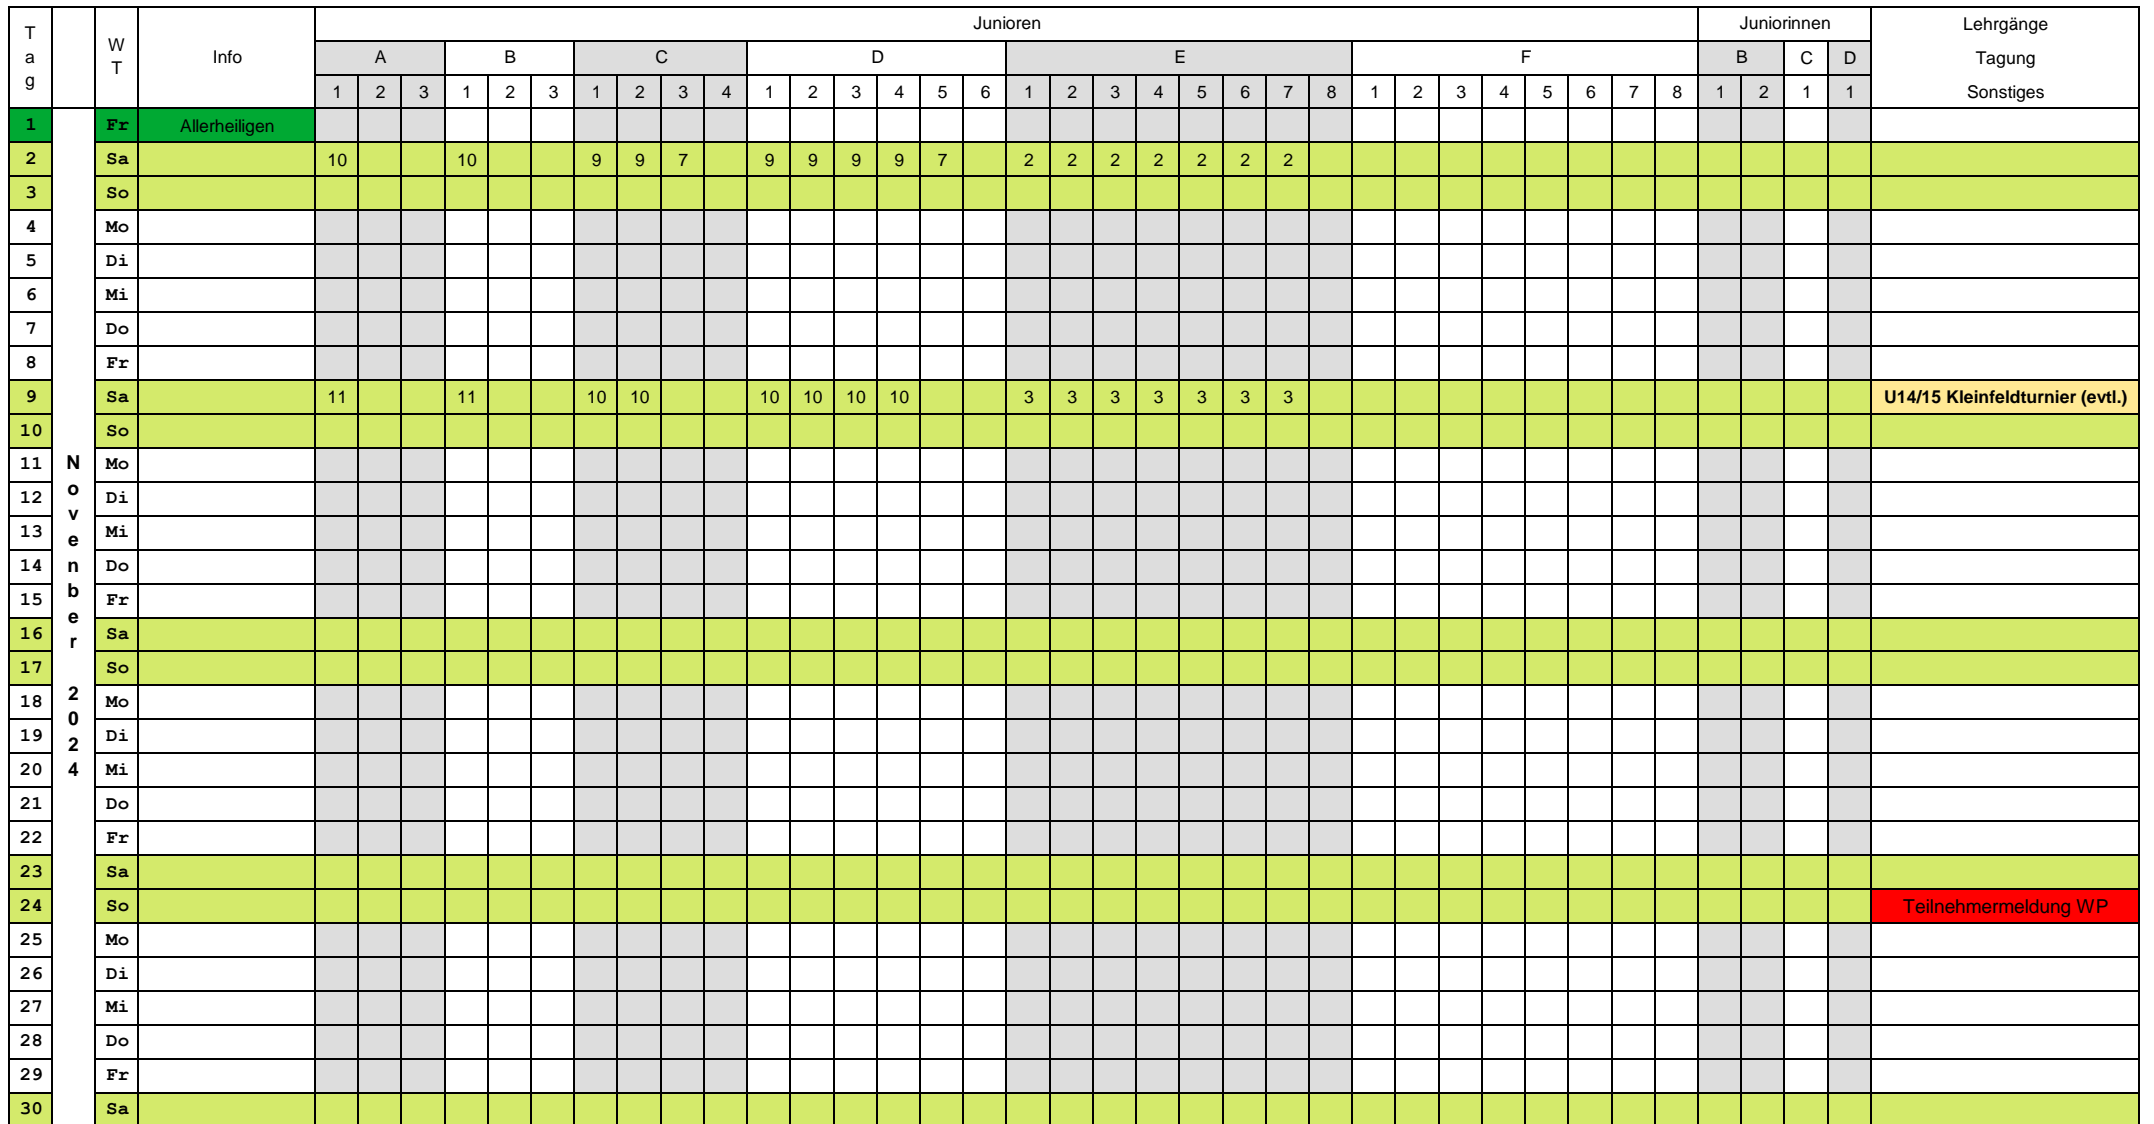 Tag WT Info Junioren Juniorinnen Lehrgänge
A B C D E F B C D Tagung
1 2 3 1 2 3 1 2 3 4 1 2 3 4 5 6 1 2 3 4 5 6 7 8 1 2 3 4 5 6 7 8 1 2 1 1 Sonstiges
1 Fr Allerheiligen
2 Sa 10 10 9 9 7 9 9 9 9 7 2 2 2 2 2 2 2
3 So
4 Mo
5 Di
6 Mi
7 Do
8 Fr
9 Sa 11 11 10 10 10 10 10 10 3 3 3 3 3 3 3 U14/15 Kleinfeldturnier (evtl.)
10 So
Novenber 2024
11 Mo
12 Di
13 Mi
14 Do
15 Fr
16 Sa
17 So
18 Mo
19 Di
20 Mi
21 Do
22 Fr
23 Sa
24 So Teilnehmermeldung WP
25 Mo
26 Di
27 Mi
28 Do
29 Fr
30 Sa